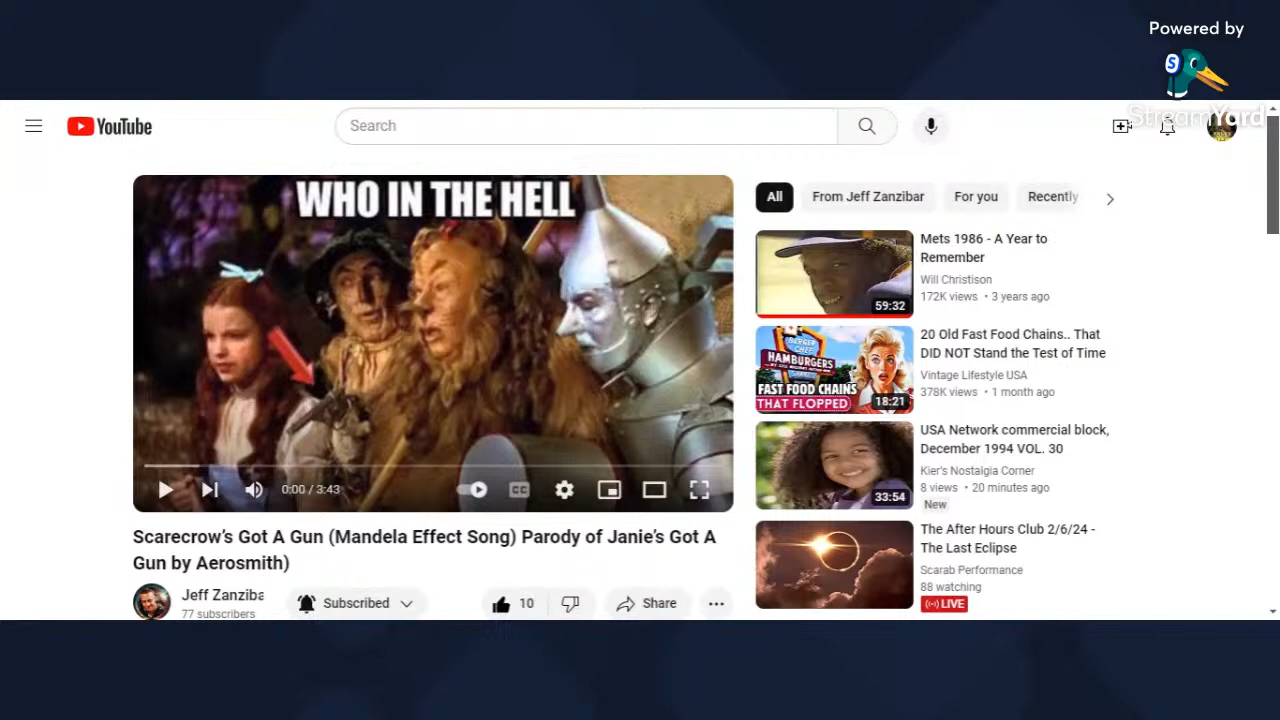 Powered by
S
StreamYard
YouTube
Search
WHO IN THE HELL
0:00 / 3:43
CC
Scarecrow's Got A Gun (Mandela Effect Song) Parody of Janie's Got A
Gun by Aerosmith)
Jeff Zanziba
77 subscribers
Subscribed
10
Share
All
From Jeff Zanzibar
For you
Recently
59:32
Mets 1986 - A Year to
Remember
Will Christison
172K views • 3 years ago
HAMBURGERS
FAST FOOD CHAINS
THAT FLOPPED
18:21
20 Old Fast Food Chains.. That
DID NOT Stand the Test of Time
Vintage Lifestyle USA
378K views • 1 month ago
33:54
USA Network commercial block,
December 1994 VOL. 30
Kier's Nostalgia Corner
8 views • 20 minutes ago
New
The After Hours Club 2/6/24 -
The Last Eclipse
Scarab Performance
88 watching
LIVE